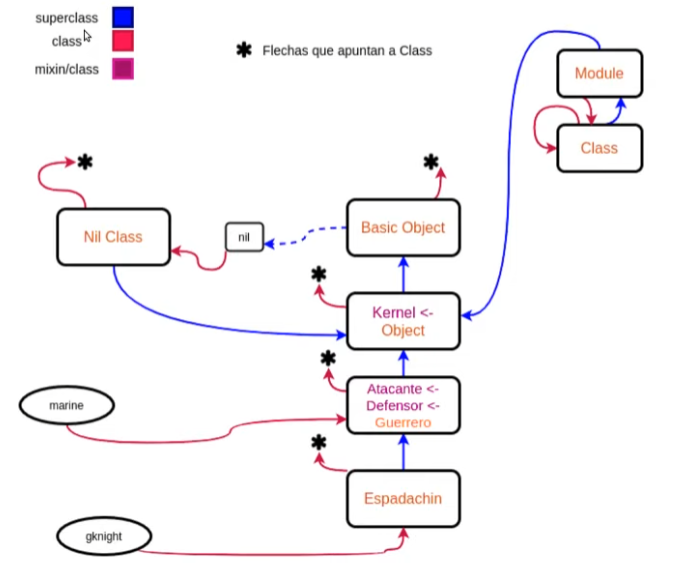 superclass
class
mixin/class
✱ Flechas que apuntan a Class
Module
Class
✱
✱
Nil Class
nil
Basic Object
✱
Kernel <-
Object
✱
Atacante <-
Defensor <-
Guerrero
marine
✱
Espadachin
gknight